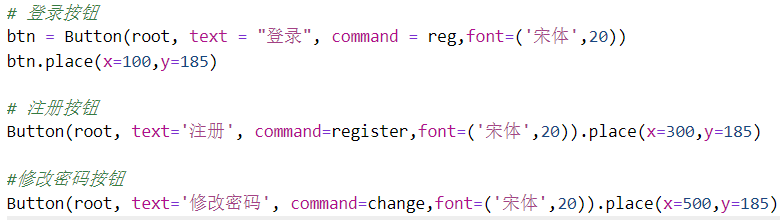 # 登录按钮
btn = Button(root, text = "登录", command = reg,font=('宋体',20))
btn.place(x=100,y=185)
# 注册按钮
Button(root, text='注册', command=register,font=('宋体',20)).place(x=300,y=185)
#修改密码按钮
Button(root, text='修改密码', command=change,font=('宋体',20)).place(x=500,y=185)